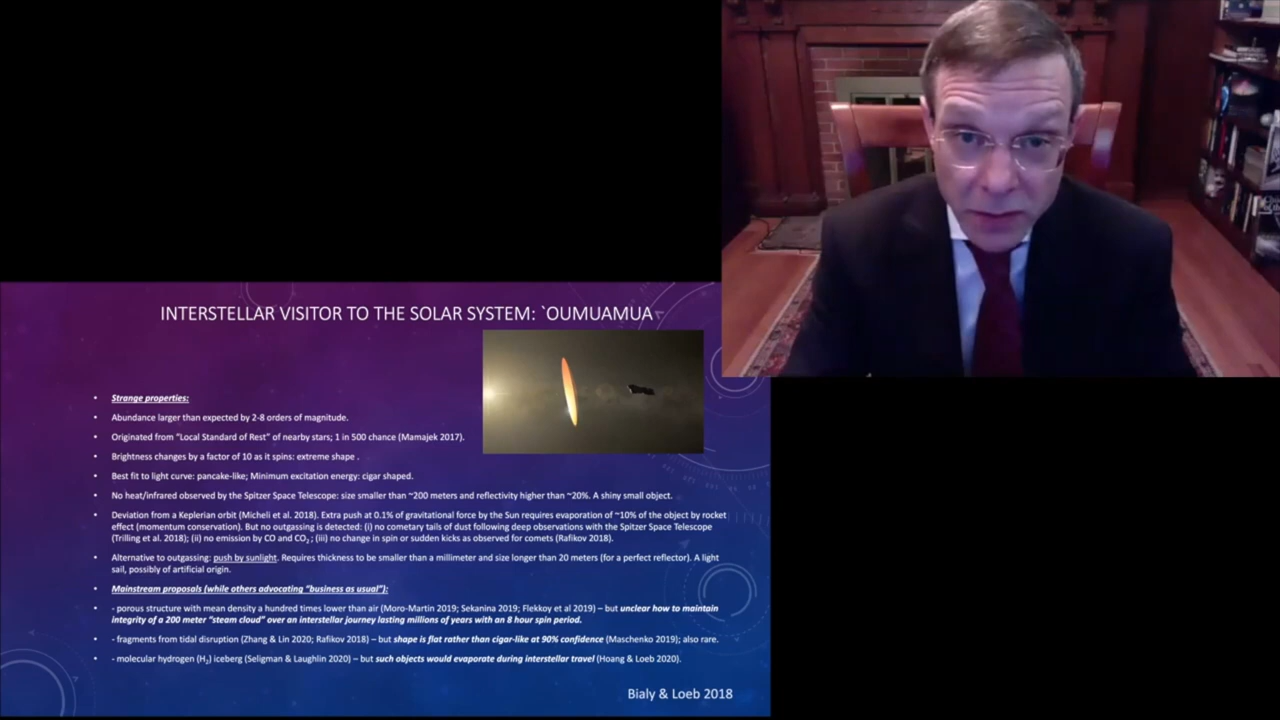 INTERSTELLAR VISITOR TO THE SOLAR SYSTEM: `OUMUAMUA
• Strange properties:
• Abundance larger than expected by 2-8 orders of magnitude.
• Originated from “Local Standard of Rest” of nearby stars; 1 in 500 chance (Mamajek 2017).
• Brightness changes by a factor of 10 as it spins: extreme shape .
• Best fit to light curve: pancake-like; Minimum excitation energy: cigar shaped.
• No heat/infrared observed by the Spitzer Space Telescope: size smaller than ~200 meters and reflectivity higher than ~20%. A shiny small object.
• Deviation from a Keplerian orbit (Micheli et al. 2018). Extra push at 0.1% of gravitational force by the Sun requires evaporation of ~10% of the object by rocket
effect (momentum conservation). But no outgassing is detected: (i) no cometary tails of dust following deep observations with the Spitzer Space Telescope
(Trilling et al. 2018); (ii) no emission by CO and CO₂ ; (iii) no change in spin or sudden kicks as observed for comets (Rafikov 2018).
• Alternative to outgassing: push by sunlight. Requires thickness to be smaller than a millimeter and size longer than 20 meters (for a perfect reflector). A light
sail, possibly of artificial origin.
• Mainstream proposals (while others advocating “business as usual”):
• - porous structure with mean density a hundred times lower than air (Moro-Martin 2019; Sekanina 2019; Flekkoy et al 2019) – but unclear how to maintain
integrity of a 200 meter “steam cloud” over an interstellar journey lasting millions of years with an 8 hour spin period.
• - fragments from tidal disruption (Zhang & Lin 2020; Rafikov 2018) – but shape is flat rather than cigar-like at 90% confidence (Maschenko 2019); also rare.
• - molecular hydrogen (H₂) iceberg (Seligman & Laughlin 2020) – but such objects would evaporate during interstellar travel (Hoang & Loeb 2020).
Bialy & Loeb 2018